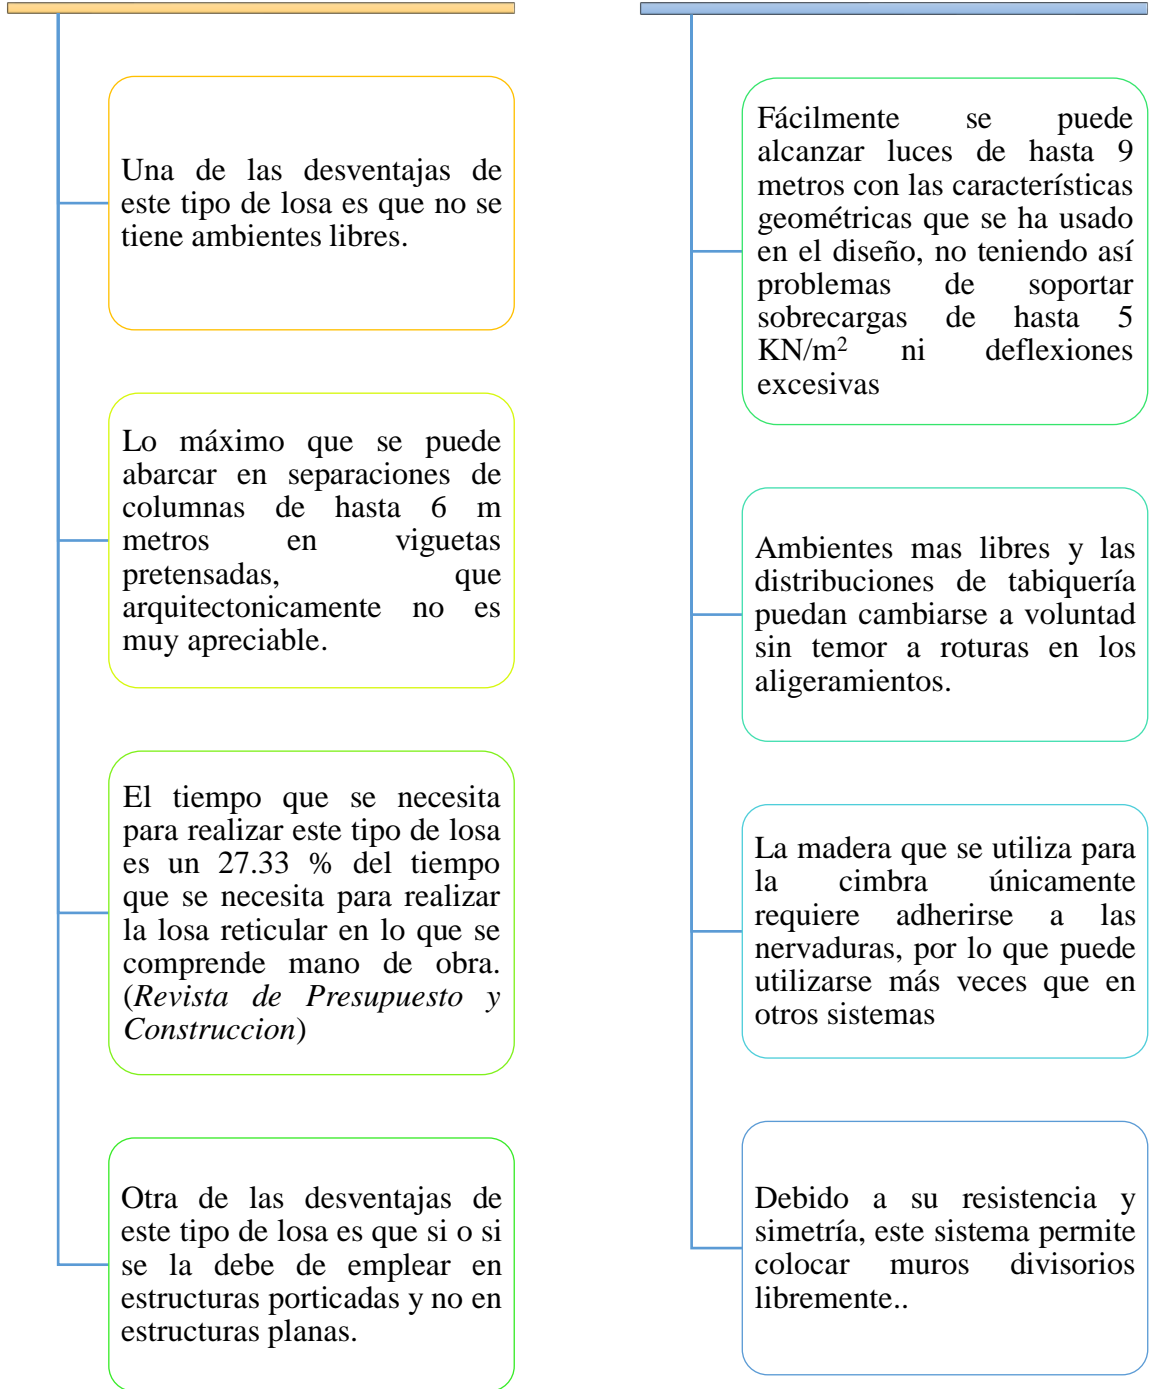 Una de las desventajas de
este tipo de losa es que no se
tiene ambientes libres.
Lo máximo que se puede
abarcar en separaciones de
columnas de hasta 6 m
metros en viguetas
pretensadas, que
arquitectonicamente no es
muy apreciable.
El tiempo que se necesita
para realizar este tipo de losa
es un 27.33 % del tiempo
que se necesita para realizar
la losa reticular en lo que se
comprende mano de obra.
(Revista de Presupuesto y
Construccion)
Otra de las desventajas de
este tipo de losa es que si o si
se la debe de emplear en
estructuras porticadas y no en
estructuras planas.
Fácilmente se puede
alcanzar luces de hasta 9
metros con las características
geométricas que se ha usado
en el diseño, no teniendo así
problemas de soportar
sobrecargas de hasta 5
KN/m² ni deflexiones
excesivas
Ambientes mas libres y las
distribuciones de tabiquería
puedan cambiarse a voluntad
sin temor a roturas en los
aligeramientos.
La madera que se utiliza para
la cimbra únicamente
requiere adherirse a las
nervaduras, por lo que puede
utilizarse más veces que en
otros sistemas
Debido a su resistencia y
simetría, este sistema permite
colocar muros divisorios
libremente..